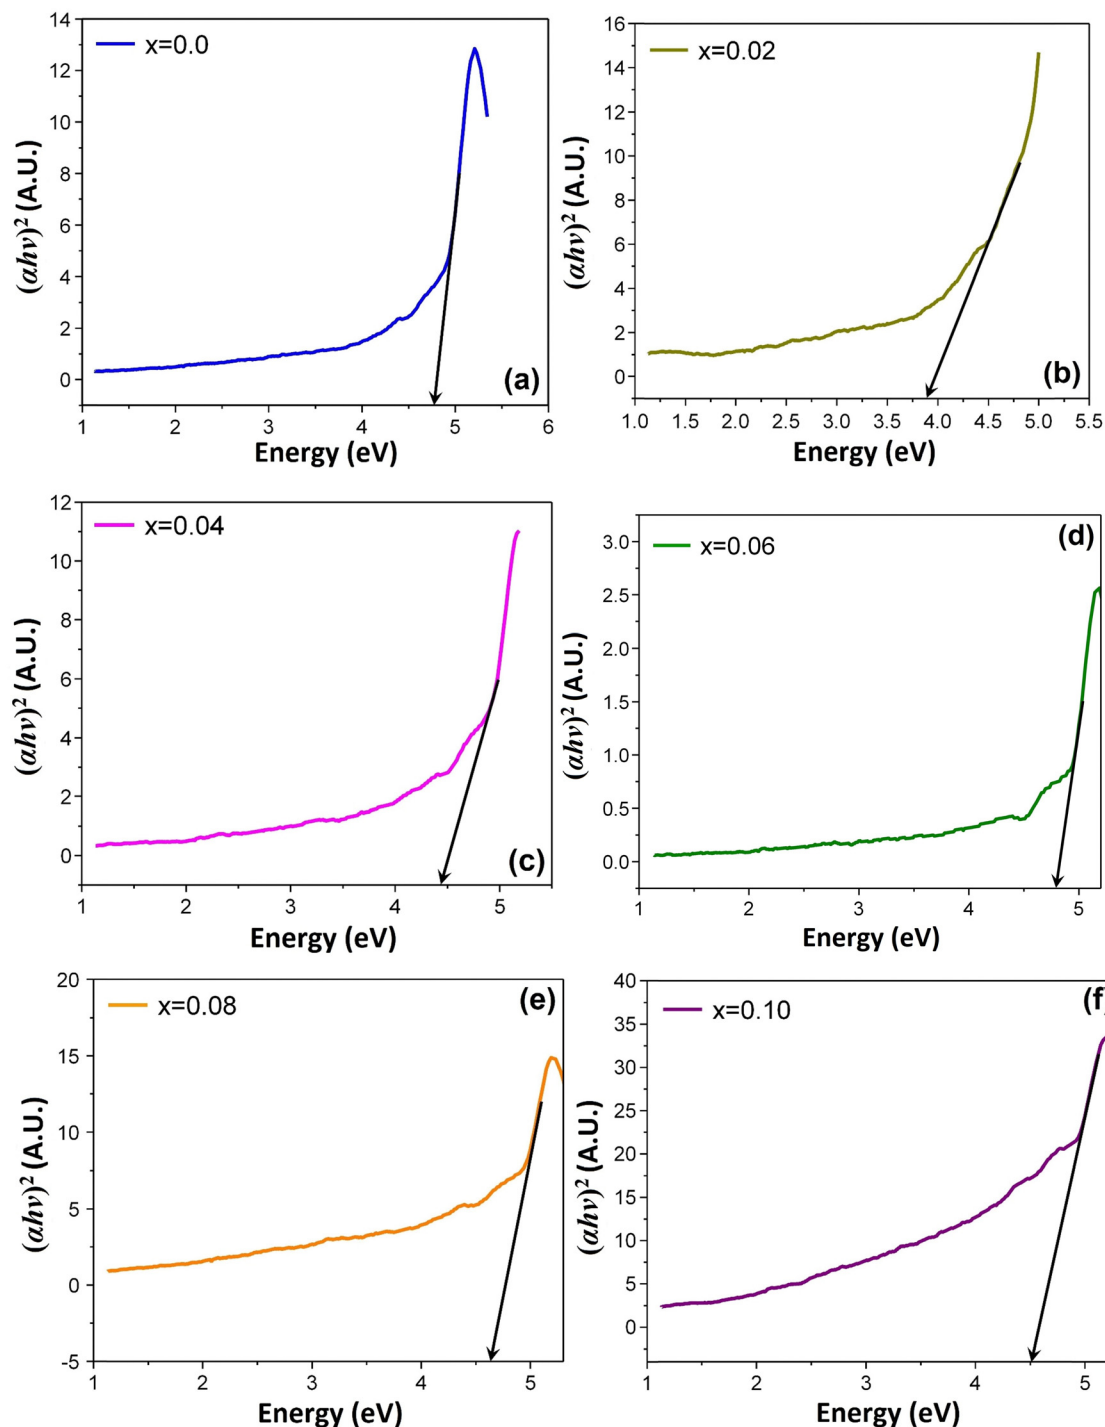 x=0.0
14
12
10
8
6
4
2
0
(αhν)² (A.U.)
(a)
1 2 3 4 5 6
Energy (eV)
x=0.02
16
14
12
10
8
6
4
2
0
(αhν)² (A.U.)
(b)
1.0 1.5 2.0 2.5 3.0 3.5 4.0 4.5 5.0 5.5
Energy (eV)
x=0.04
12
10
8
6
4
2
0
(αhν)² (A.U.)
(c)
1 2 3 4 5
Energy (eV)
(d)
x=0.06
3.0
2.5
2.0
1.5
1.0
0.5
0.0
(αhν)² (A.U.)
1 2 3 4 5
Energy (eV)
(e)
x=0.08
20
15
10
5
0
-5
(αhν)² (A.U.)
1 2 3 4 5
Energy (eV)
(f)
x=0.10
40
35
30
25
20
15
10
5
0
(αhν)² (A.U.)
1 2 3 4 5
Energy (eV)